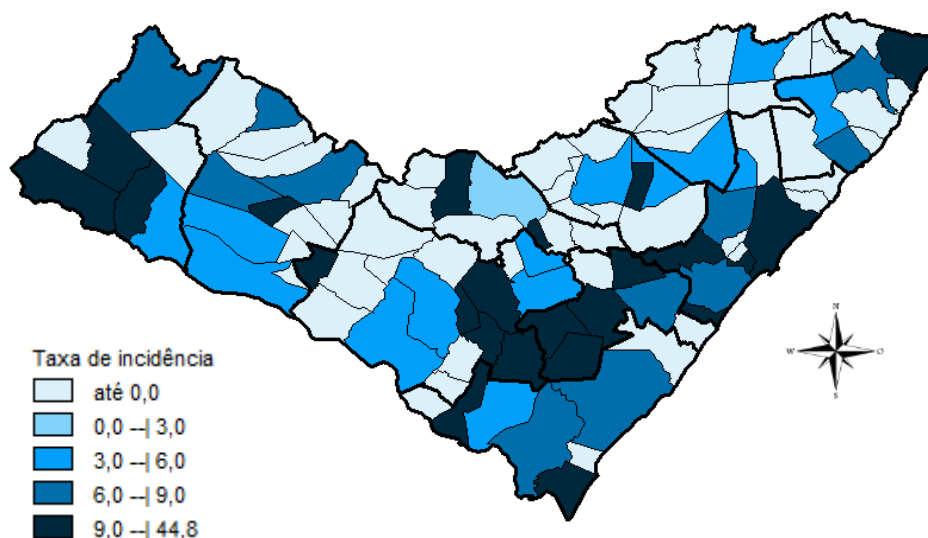 N
W
O
S
Taxa de incidência
até 0,0
0,0 --| 3,0
3,0 --| 6,0
6,0 --| 9,0
9,0 --| 44,8